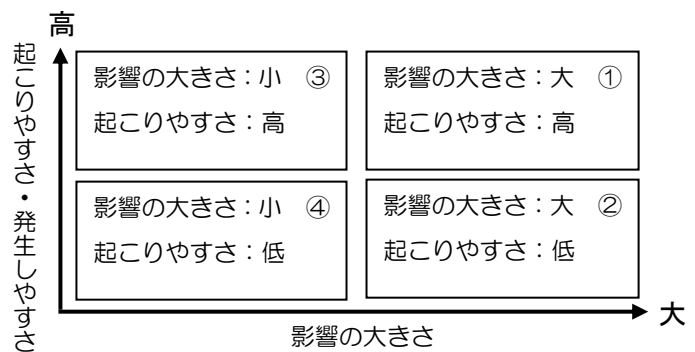 高
起こりやすさ・発生しやすさ
影響の大きさ：小　③
起こりやすさ：高
影響の大きさ：大　①
起こりやすさ：高
影響の大きさ：小　④
起こりやすさ：低
影響の大きさ：大　②
起こりやすさ：低
大
影響の大きさ